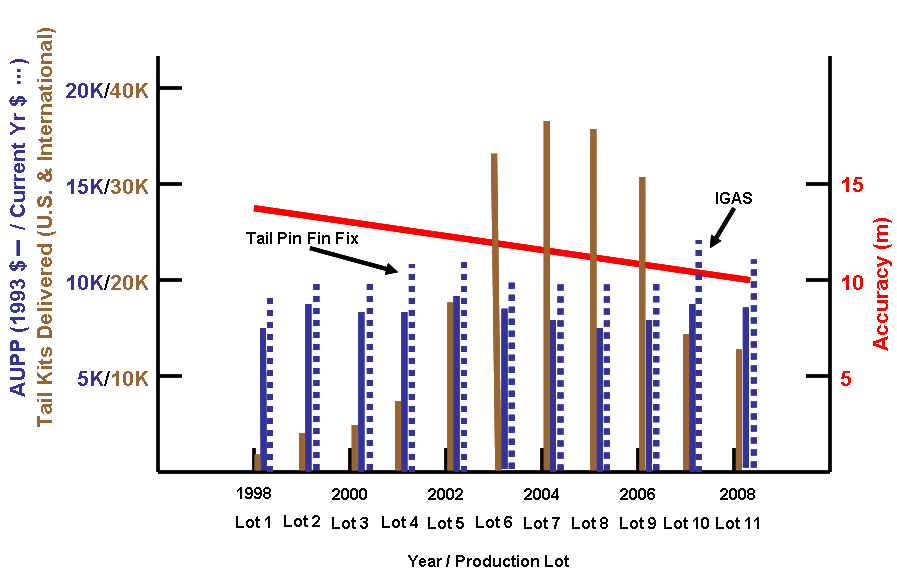 AUPP (1993 $ — / Current Yr $ ···)
Tail Kits Delivered (U.S. & International)
20K/40K
15K/30K
10K/20K
5K/10K
Tail Pin Fin Fix
IGAS
15
10
5
Accuracy (m)
1998 2000 2002 2004 2006 2008
Lot 1 Lot 2 Lot 3 Lot 4 Lot 5 Lot 6 Lot 7 Lot 8 Lot 9 Lot 10 Lot 11
Year / Production Lot